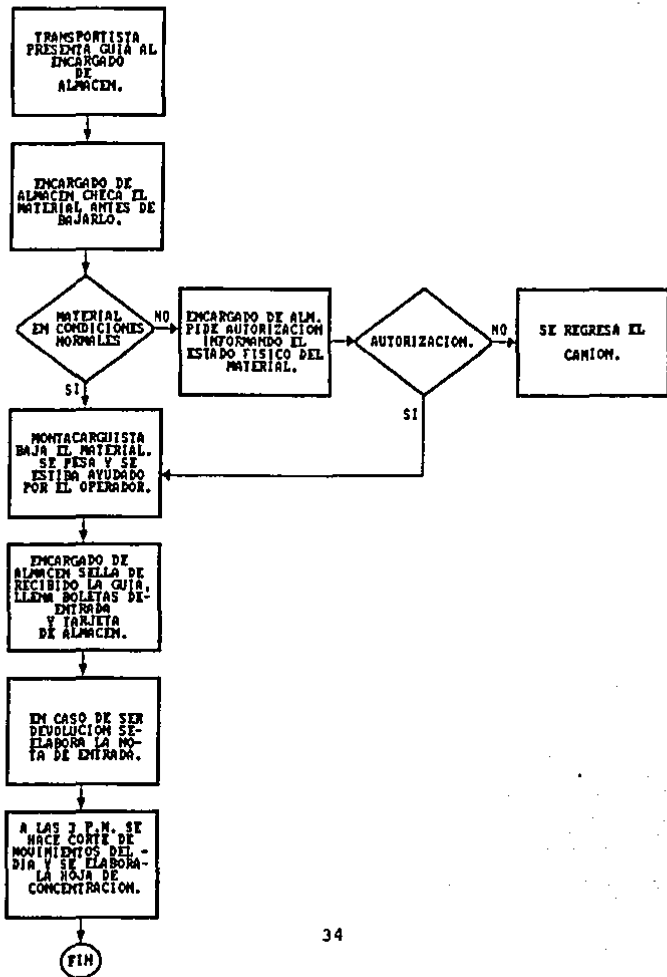 TRANSPORTISTA
PRESENTA GUIA AL
ENCARGADO
DE
ALMACEN.
ENCARGADO DE
ALMACEN CHECA EL
MATERIAL ANTES DE
BAJARLO.
MATERIAL
EN CONDICIONES
NORMALES
NO
SI
ENCARGADO DE ALM.
PIDE AUTORIZACION
INFORMANDO EL
ESTADO FISICO DEL
MATERIAL.
AUTORIZACION.
NO
SI
SE REGRESA EL
CAMION.
MONTACARGUISTA
BAJA EL MATERIAL.
SE PESA Y SE
ESTIBA AYUDADO
POR EL OPERADOR.
ENCARGADO DE
ALMACEN SELLA DE
RECIBIDO LA GUIA,
LLENA BOLETAS DE-
ENTRADA
Y TARJETA
DE ALMACEN.
EN CASO DE SER
DEVOLUCION SE-
ELABORA LA NO-
TA DE ENTRADA.
A LAS 3 P.M. SE
HACE CORTE DE
MOVIMIENTOS DEL -
DIA Y SE ELABORA-
LA HOJA DE
CONCENTRACION.
34
FIN